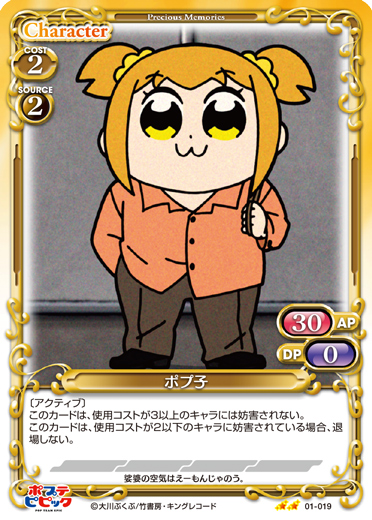 Precious Memories
Character
COST
2
SOURCE
2
30 AP
DP 0
ポプ子
[アクティブ]
このカードは、使用コストが3以上のキャラには妨害されない。
このカードは、使用コストが2以下のキャラに妨害されている場合、退
場しない。
娑婆の空気はえーもんじゃのう。
ポプテ
ピピック
POP TEAM EPIC
©大川ぶくぶ/竹書房・キングレコード
01-019